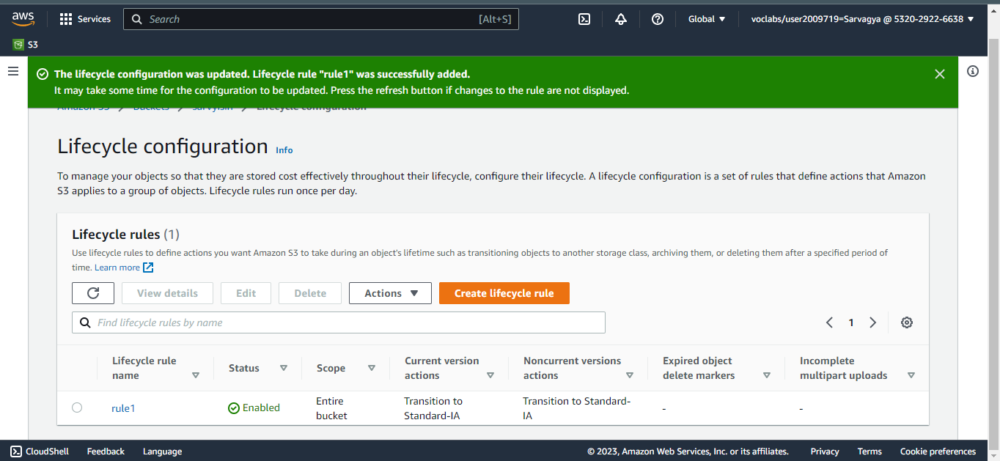 aws Services Search [Alt+S] Global voclabs/user2009719=Sarvagya @ 5320-2922-6638
S3
The lifecycle configuration was updated. Lifecycle rule "rule1" was successfully added.
It may take some time for the configuration to be updated. Press the refresh button if changes to the rule are not displayed.
Amazon S3 Buckets Lifecycle configuration
Lifecycle configuration Info
To manage your objects so that they are stored cost effectively throughout their lifecycle, configure their lifecycle. A lifecycle configuration is a set of rules that define actions that Amazon
S3 applies to a group of objects. Lifecycle rules run once per day.
Lifecycle rules (1)
Use lifecycle rules to define actions you want Amazon S3 to take during an object's lifetime such as transitioning objects to another storage class, archiving them, or deleting them after a specified period of
time. Learn more
View details Edit Delete Actions Create lifecycle rule
Find lifecycle rules by name 1
Lifecycle rule
name
Status
Scope
Current version
actions
Noncurrent versions
actions
Expired object
delete markers
Incomplete
multipart uploads
rule1
Enabled
Entire
bucket
Transition to
Standard-IA
Transition to Standard-
IA
-
-
CloudShell Feedback Language © 2023, Amazon Web Services, Inc. or its affiliates. Privacy Terms Cookie preferences